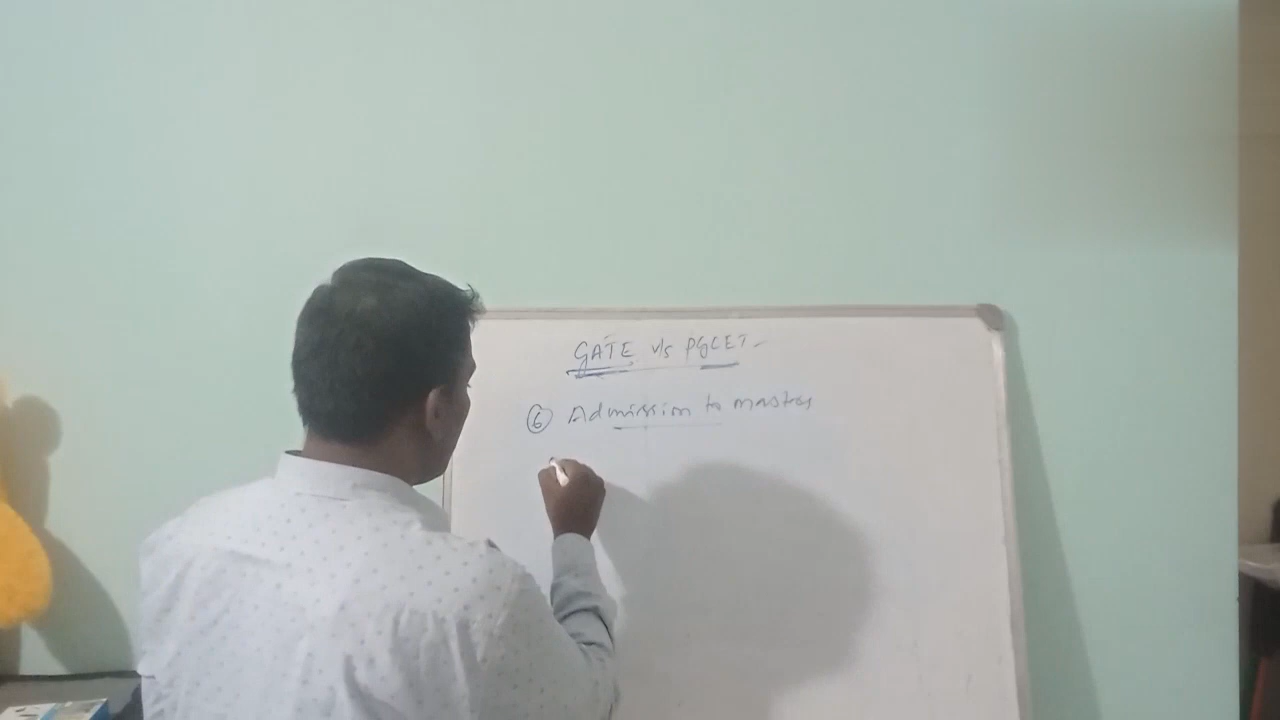 GATE v/s PGCET -
⑥ Admission to masters